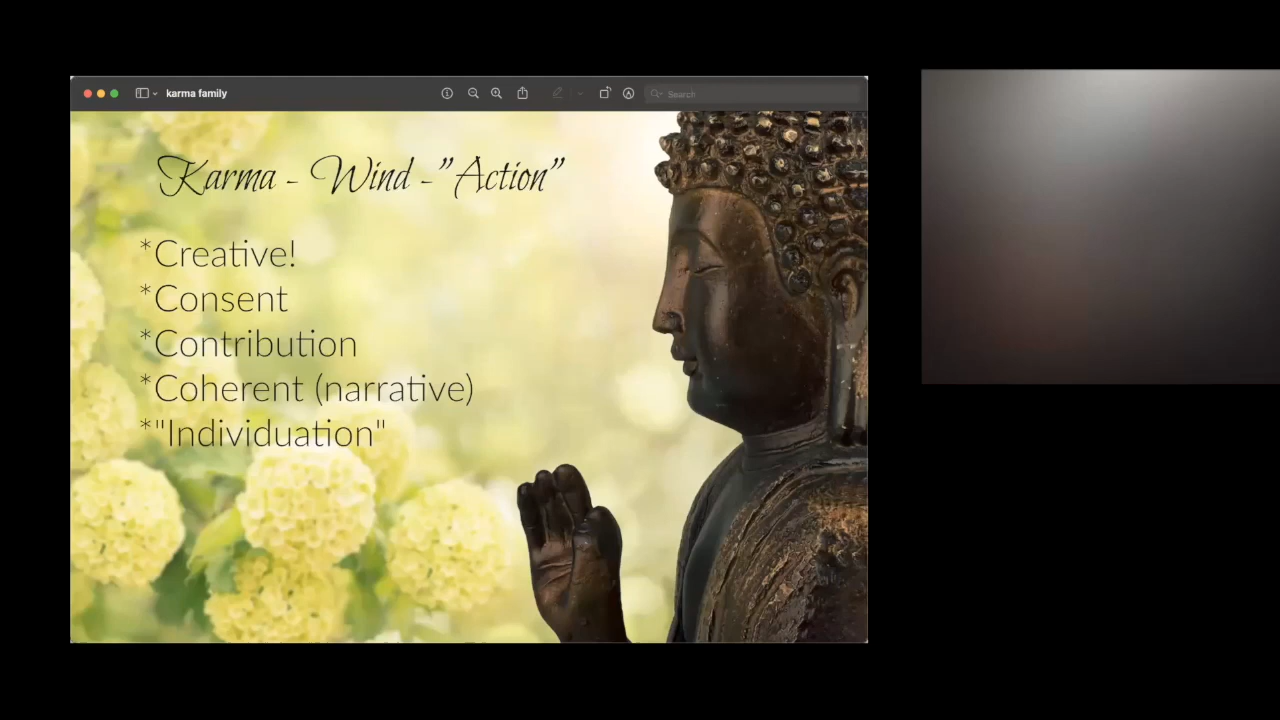 karma family
Search
Karma - Wind -"Action"
*Creative!
*Consent
*Contribution
*Coherent (narrative)
*"Individuation"